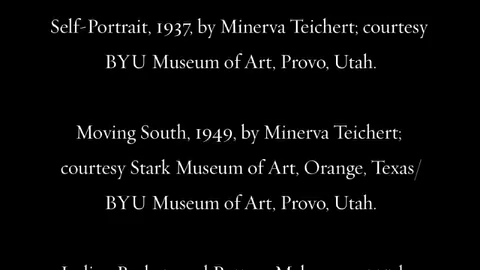 Self-Portrait, 1937, by Minerva Teichert; courtesy
BYU Museum of Art, Provo, Utah.
Moving South, 1949, by Minerva Teichert;
courtesy Stark Museum of Art, Orange, Texas/
BYU Museum of Art, Provo, Utah.